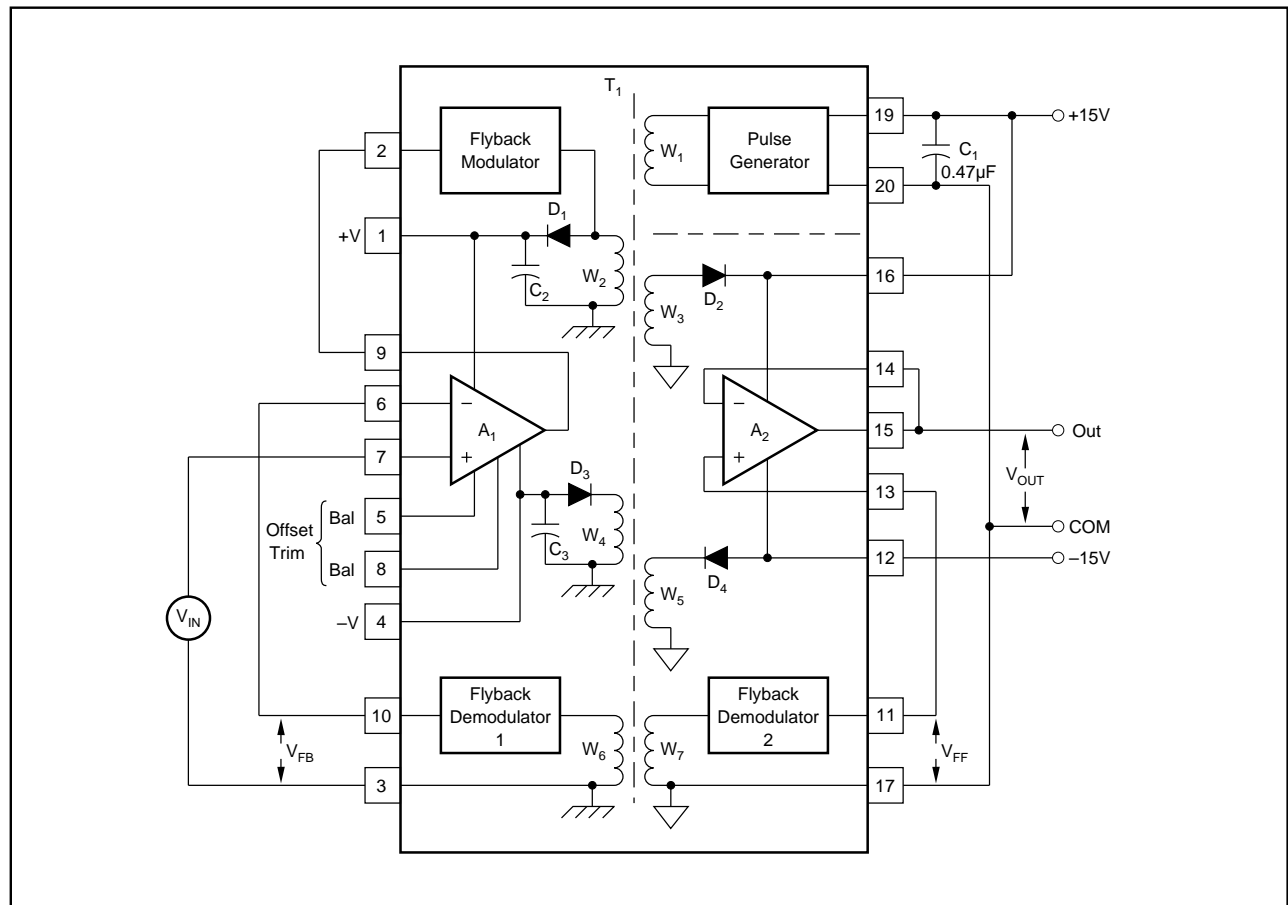 T1
2
Flyback
Modulator
+V
1
D1
C2
W2
9
6
7
−
+
A1
Offset
Trim
Bal
5
Bal
8
−V
4
D3
C3
W4
VIN
10
VFB
3
Flyback
Demodulator
1
W6
W1
Pulse
Generator
19
20
C1
0.47µF
+15V
D2
W3
16
14
−
+
A2
15
Out
13
VOUT
COM
12
–15V
D4
W5
W7
Flyback
Demodulator
2
11
VFF
17